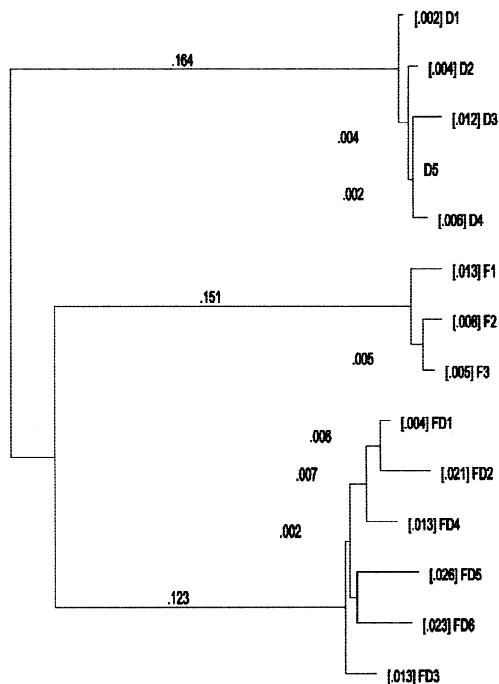 [.002] D1
.164
[.004] D2
[.012] D3
.004
D5
.002
[.006] D4
[.013] F1
.151
[.006] F2
.005
[.005] F3
[.004] FD1
.006
.007
[.021] FD2
[.013] FD4
.002
[.026] FD5
.123
[.023] FD6
[.013] FD3